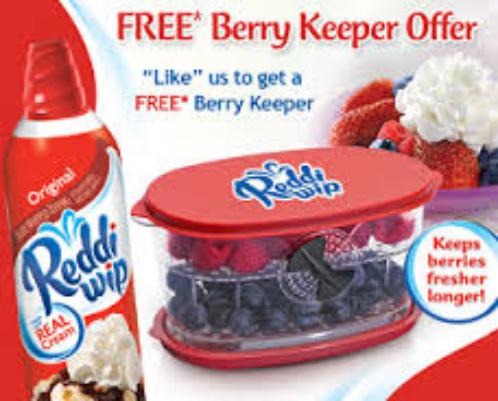 FREE* Berry Keeper Offer
"Like" us to get a
FREE* Berry Keeper
Original
Reddi
wip
REAL
Cream
Reddi
wip
Keeps
berries
fresher
longer!